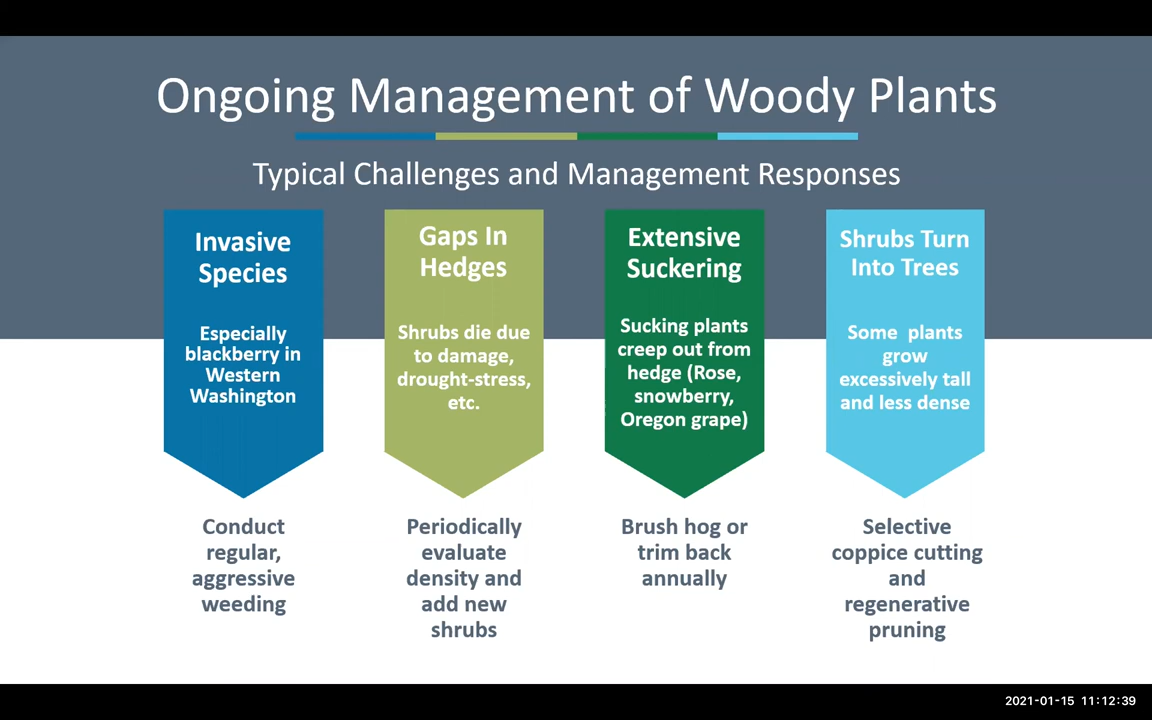 Ongoing Management of Woody Plants
Typical Challenges and Management Responses
Invasive
Species
Especially
blackberry in
Western
Washington
Conduct
regular,
aggressive
weeding
Gaps In
Hedges
Shrubs die due
to damage,
drought-stress,
etc.
Periodically
evaluate
density and
add new
shrubs
Extensive
Suckering
Sucking plants
creep out from
hedge (Rose,
snowberry,
Oregon grape)
Brush hog or
trim back
annually
Shrubs Turn
Into Trees
Some plants
grow
excessively tall
and less dense
Selective
coppice cutting
and
regenerative
pruning
2021-01-15 11:12:39